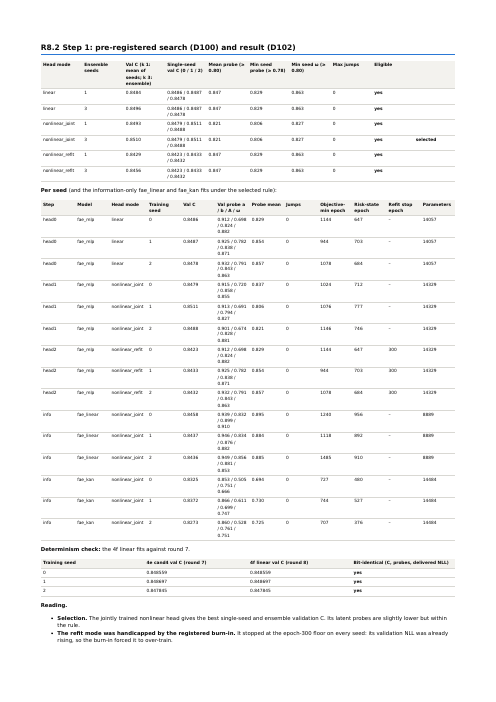 R8.2 Step 1: pre-registered search (D100) and result (D102)
Head mode Ensemble seeds Val C (k 1: mean of seeds; k 3: ensemble) Single-seed val C (0 / 1 / 2) Mean probe (≥ 0.80) Min seed probe (≥ 0.78) Min seed ω (≥ 0.80) Max jumps Eligible
linear 1 0.8484 0.8486 / 0.8487 / 0.8478 0.847 0.829 0.863 0 yes
linear 3 0.8496 0.8486 / 0.8487 / 0.8478 0.847 0.829 0.863 0 yes
nonlinear_joint 1 0.8493 0.8479 / 0.8511 / 0.8488 0.821 0.806 0.827 0 yes
nonlinear_joint 3 0.8510 0.8479 / 0.8511 / 0.8488 0.821 0.806 0.827 0 yes selected
nonlinear_refit 1 0.8429 0.8423 / 0.8433 / 0.8432 0.847 0.829 0.863 0 yes
nonlinear_refit 3 0.8456 0.8423 / 0.8433 / 0.8432 0.847 0.829 0.863 0 yes
Per seed (and the information-only fae_linear and fae_kan fits under the selected rule):
Step Model Head mode Training seed Val C Val probe a / b / A / ω Probe mean Jumps Objective-min epoch Risk-state epoch Refit stop epoch Parameters
head0 fae_mlp linear 0 0.8486 0.912 / 0.698 / 0.824 / 0.882 0.829 0 1144 647 – 14057
head0 fae_mlp linear 1 0.8487 0.925 / 0.782 / 0.838 / 0.871 0.854 0 944 703 – 14057
head0 fae_mlp linear 2 0.8478 0.932 / 0.791 / 0.843 / 0.863 0.857 0 1078 684 – 14057
head1 fae_mlp nonlinear_joint 0 0.8479 0.915 / 0.720 / 0.858 / 0.855 0.837 0 1024 712 – 14329
head1 fae_mlp nonlinear_joint 1 0.8511 0.913 / 0.691 / 0.794 / 0.827 0.806 0 1076 777 – 14329
head1 fae_mlp nonlinear_joint 2 0.8488 0.901 / 0.674 / 0.828 / 0.881 0.821 0 1146 746 – 14329
head2 fae_mlp nonlinear_refit 0 0.8423 0.912 / 0.698 / 0.824 / 0.882 0.829 0 1144 647 300 14329
head2 fae_mlp nonlinear_refit 1 0.8433 0.925 / 0.782 / 0.838 / 0.871 0.854 0 944 703 300 14329
head2 fae_mlp nonlinear_refit 2 0.8432 0.932 / 0.791 / 0.843 / 0.863 0.857 0 1078 684 300 14329
info fae_linear nonlinear_joint 0 0.8458 0.939 / 0.832 / 0.899 / 0.910 0.895 0 1240 956 – 8889
info fae_linear nonlinear_joint 1 0.8437 0.946 / 0.834 / 0.876 / 0.882 0.884 0 1118 892 – 8889
info fae_linear nonlinear_joint 2 0.8436 0.949 / 0.856 / 0.881 / 0.853 0.885 0 1485 910 – 8889
info fae_kan nonlinear_joint 0 0.8325 0.853 / 0.505 / 0.751 / 0.666 0.694 0 727 480 – 14484
info fae_kan nonlinear_joint 1 0.8372 0.866 / 0.611 / 0.699 / 0.747 0.730 0 744 527 – 14484
info fae_kan nonlinear_joint 2 0.8273 0.860 / 0.528 / 0.761 / 0.751 0.725 0 707 376 – 14484
Determinism check: the 4f linear fits against round 7.
Training seed 4e candII val C (round 7) 4f linear val C (round 8) Bit-identical (C, probes, delivered NLL)
0 0.848559 0.848559 yes
1 0.848697 0.848697 yes
2 0.847845 0.847845 yes
Reading.
• Selection. The jointly trained nonlinear head gives the best single-seed and ensemble validation C. Its latent probes are slightly lower but within
the rule.
• The refit mode was handicapped by the registered burn-in. It stopped at the epoch-300 floor on every seed: its validation NLL was already
rising, so the burn-in forced it to over-train.